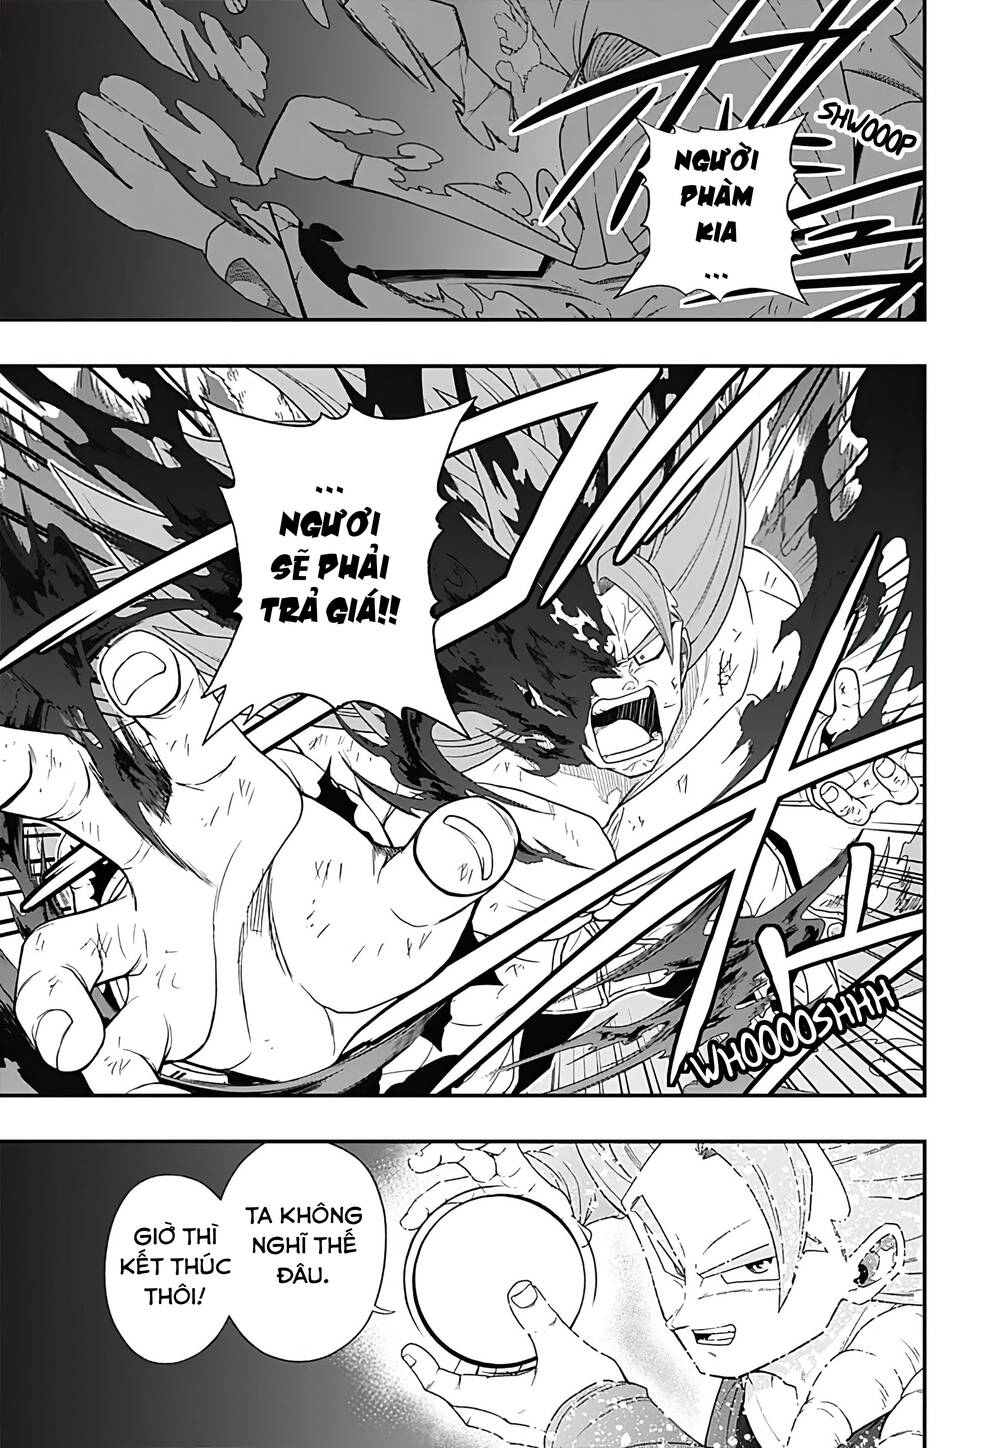 SHWOOOP
NGƯỜI
PHÀM
KIA
...
...
NGƯƠI
SẼ PHẢI
TRẢ GIÁ!!
WHOOOOSHHH
TA KHÔNG
NGHĨ THẾ
ĐÂU.
GIỜ THÌ
KẾT THÚC
THÔI!